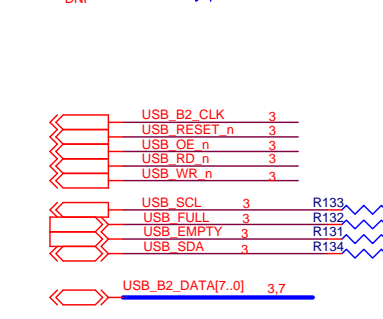 DNI
USB_B2_CLK 3
USB_RESET_n 3
USB_OE_n 3
USB_RD_n 3
USB_WR_n 3
USB_SCL 3 R133
USB_FULL 3 R132
USB_EMPTY 3 R131
USB_SDA 3 R134
USB_B2_DATA[7..0] 3,7